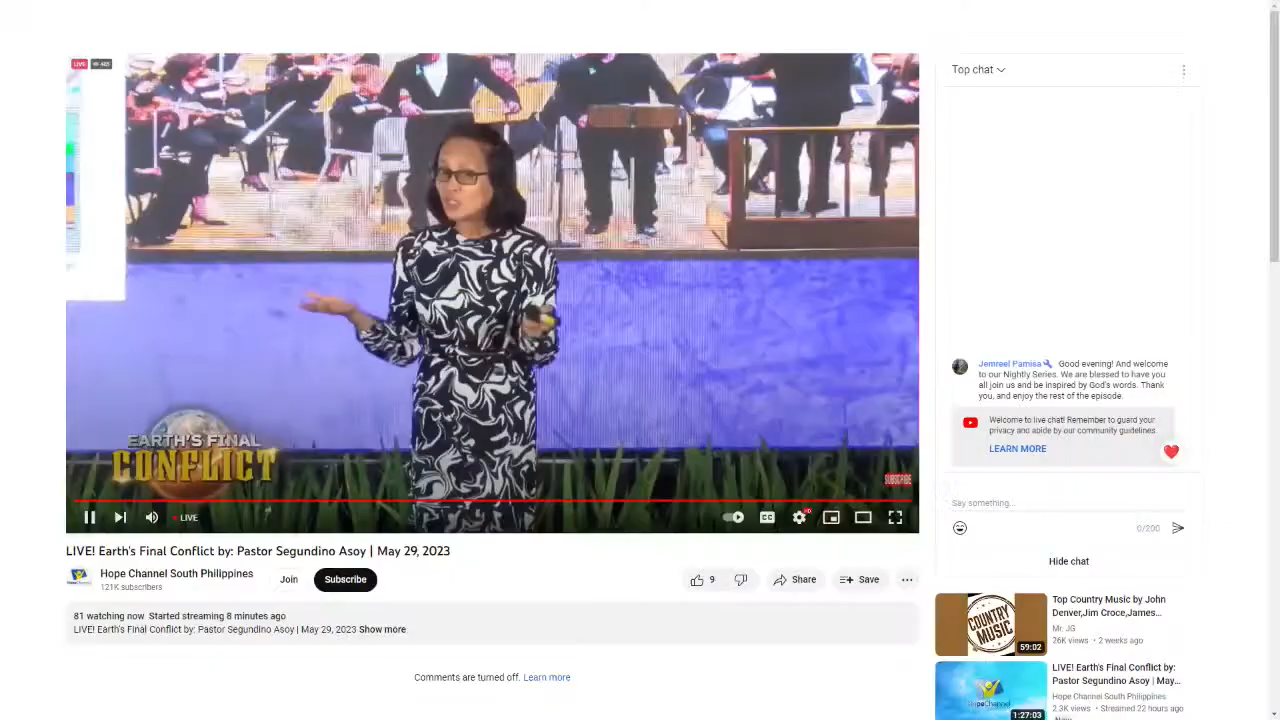 LIVE
EARTH'S FINAL
CONFLICT
SUBSCRIBE
LIVE
HD
CC
LIVE! Earth's Final Conflict by: Pastor Segundino Asoy | May 29, 2023
Hope Channel South Philippines
121K subscribers
Join
Subscribe
9
Share
Save
81 watching now Started streaming 8 minutes ago
LIVE! Earth's Final Conflict by: Pastor Segundino Asoy | May 29, 2023 Show more
Comments are turned off. Learn more
Top chat
Jemreel Pamisa Good evening! And welcome
to our Nightly Series. We are blessed to have you
all join us and be inspired by God's words. Thank
you, and enjoy the rest of the episode.
Welcome to live chat! Remember to guard your
privacy and abide by our community guidelines.
LEARN MORE
Say something...
0/200
Hide chat
COUNTRY
MUSIC
59:02
Top Country Music by John
Denver,Jim Croce,James...
Mr. JG
26K views • 2 weeks ago
HopeChannel
1:27:03
LIVE! Earth's Final Conflict by:
Pastor Segundino Asoy | May...
Hope Channel South Philippines
2.3K views • Streamed 22 hours ago
New